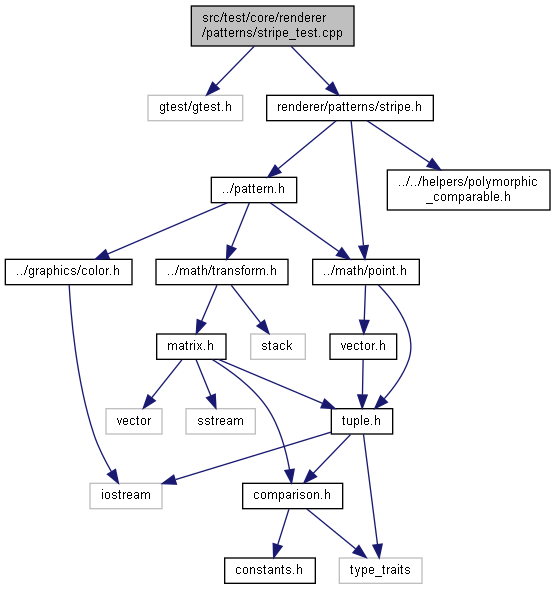 src/test/core/renderer
/patterns/stripe_test.cpp
gtest/gtest.h
renderer/patterns/stripe.h
../pattern.h
../../helpers/polymorphic
_comparable.h
../graphics/color.h
../math/transform.h
../math/point.h
matrix.h
stack
vector.h
vector
sstream
tuple.h
iostream
comparison.h
constants.h
type_traits